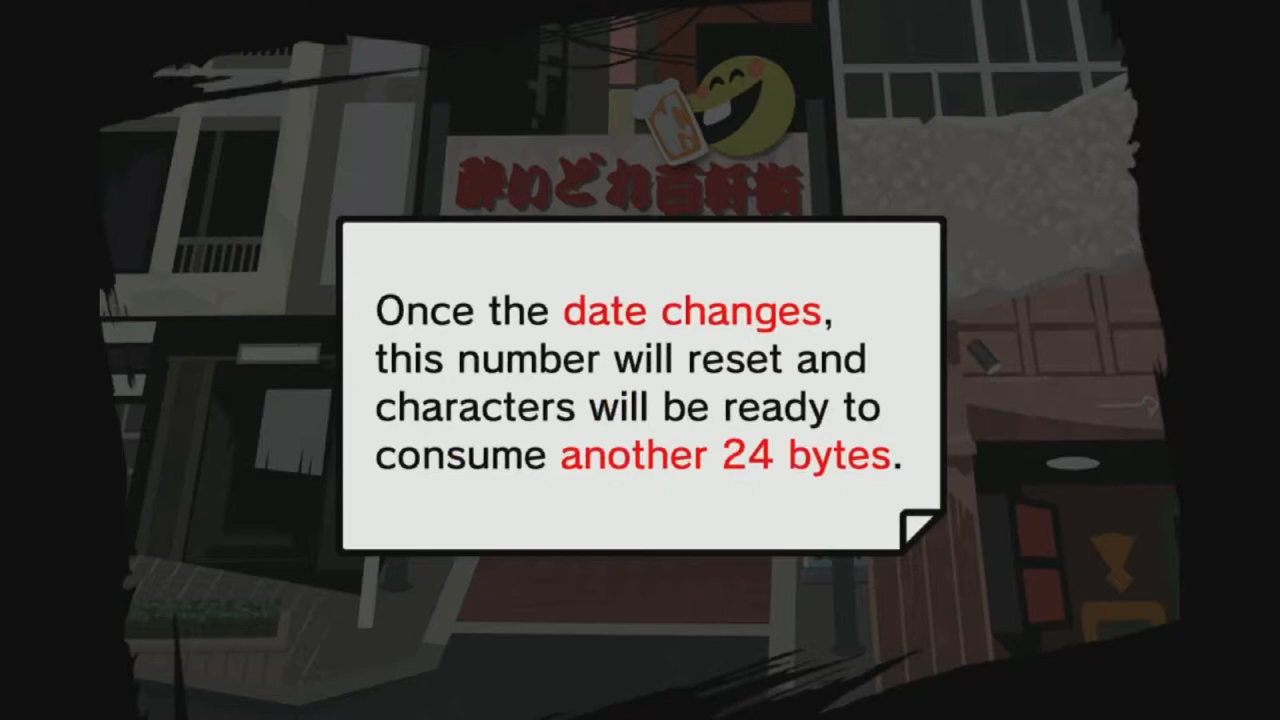 酔いどれ百軒街
Once the date changes,
this number will reset and
characters will be ready to
consume another 24 bytes.